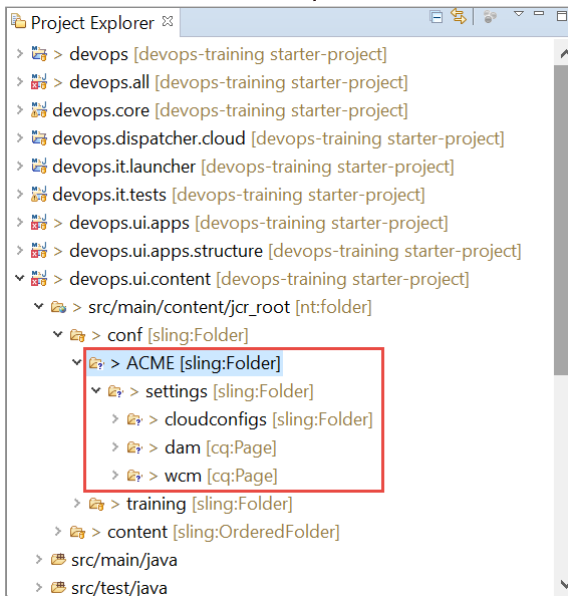 Project Explorer
> devops [devops-training starter-project]
> devops.all [devops-training starter-project]
devops.core [devops-training starter-project]
devops.dispatcher.cloud [devops-training starter-project]
devops.it.launcher [devops-training starter-project]
devops.it.tests [devops-training starter-project]
> devops.ui.apps [devops-training starter-project]
> devops.ui.apps.structure [devops-training starter-project]
> devops.ui.content [devops-training starter-project]
> src/main/content/jcr_root [nt:folder]
> conf [sling:Folder]
> ACME [sling:Folder]
> settings [sling:Folder]
> cloudconfigs [sling:Folder]
> dam [cq:Page]
> wcm [cq:Page]
> training [sling:Folder]
> content [sling:OrderedFolder]
src/main/java
src/test/java